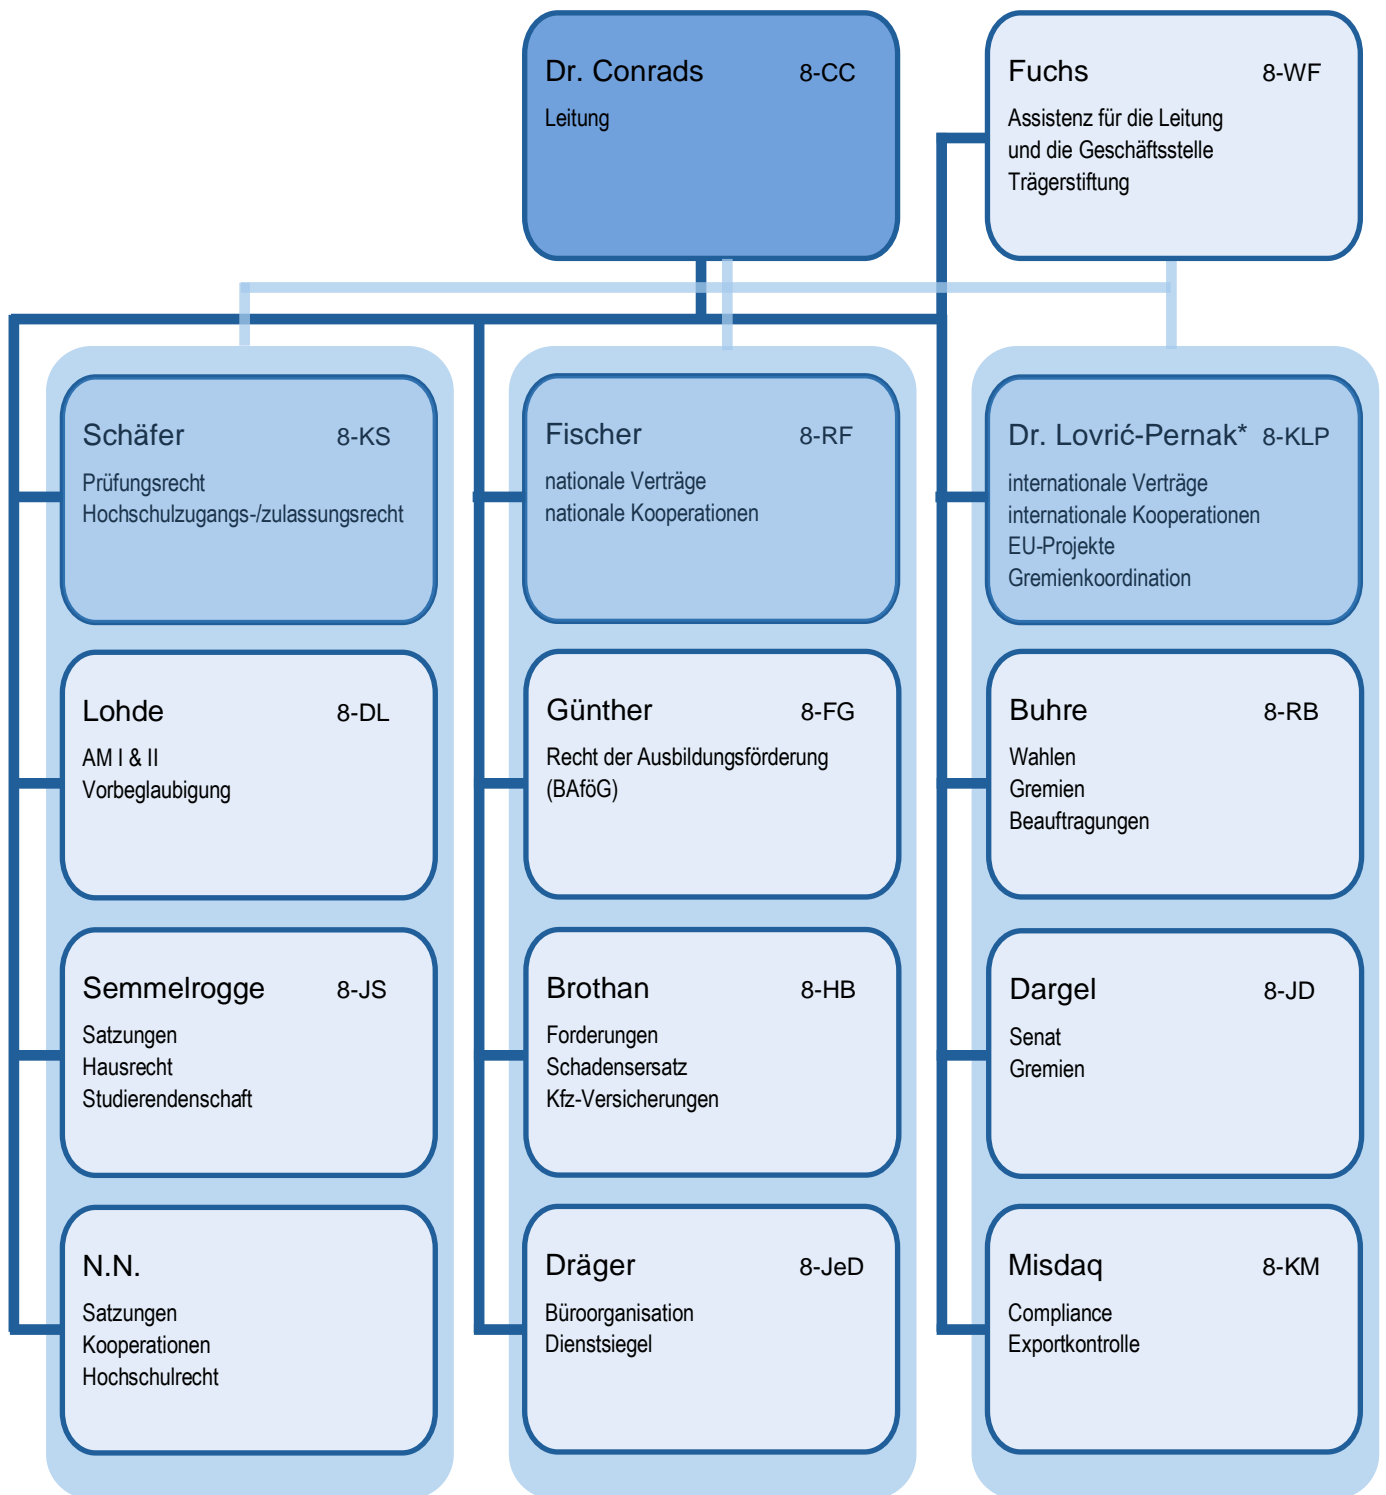 Dr. Conrads 8-CC
Leitung
Fuchs 8-WF
Assistenz für die Leitung
und die Geschäftsstelle
Trägerstiftung
Schäfer 8-KS
Prüfungsrecht
Hochschulzugangs-/zulassungsrecht
Fischer 8-RF
nationale Verträge
nationale Kooperationen
Dr. Lovrić-Pernak* 8-KLP
internationale Verträge
internationale Kooperationen
EU-Projekte
Gremienkoordination
Lohde 8-DL
AM I & II
Vorbeglaubigung
Günther 8-FG
Recht der Ausbildungsförderung
(BAföG)
Buhre 8-RB
Wahlen
Gremien
Beauftragungen
Semmelrogge 8-JS
Satzungen
Hausrecht
Studierendenschaft
Brothan 8-HB
Forderungen
Schadensersatz
Kfz-Versicherungen
Dargel 8-JD
Senat
Gremien
N.N.
Satzungen
Kooperationen
Hochschulrecht
Dräger 8-JeD
Büroorganisation
Dienstsiegel
Misdaq 8-KM
Compliance
Exportkontrolle